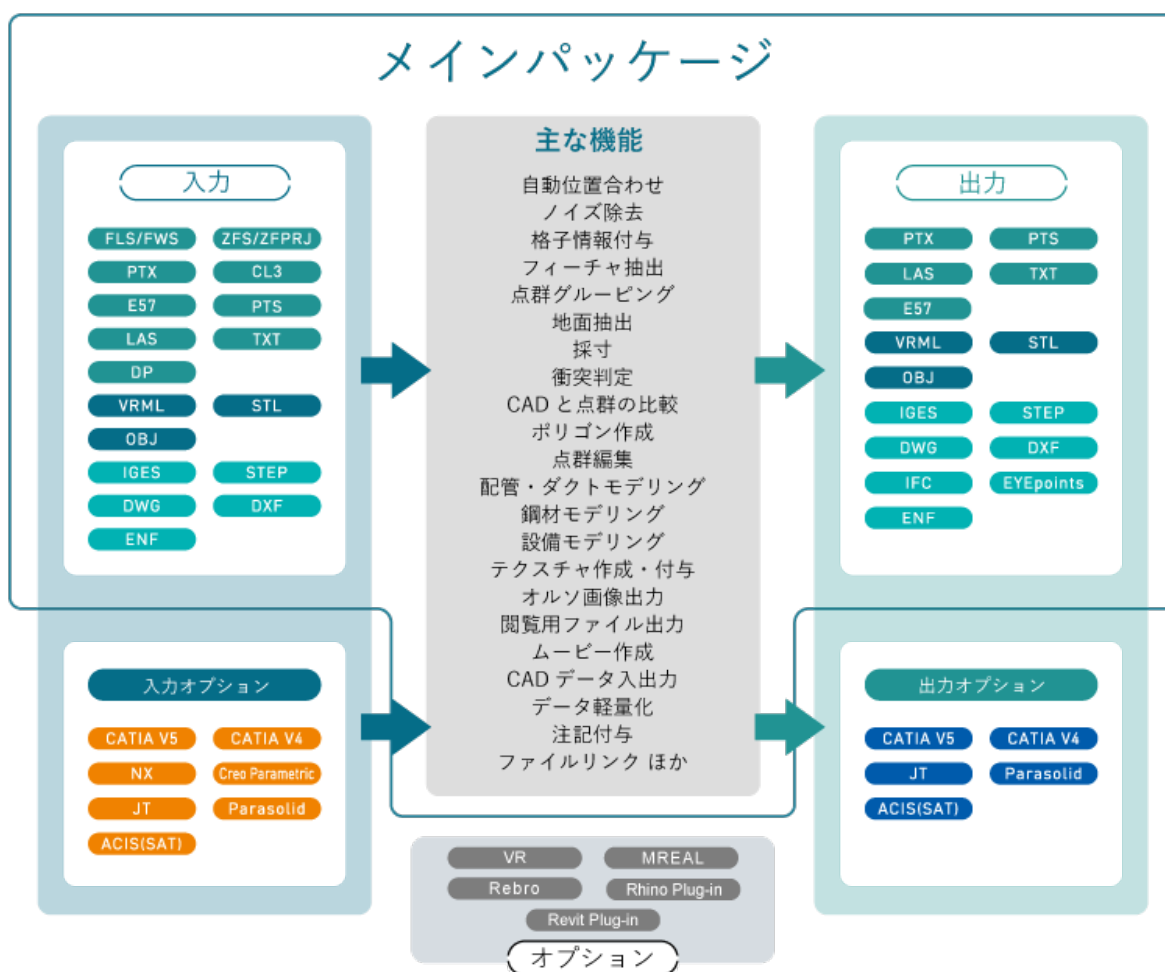 メインパッケージ
入力
FLS/FWS ZFS/ZFPRJ
PTX CL3
E57 PTS
LAS TXT
DP
VRML STL
OBJ
IGES STEP
DWG DXF
ENF
入力オプション
CATIA V5 CATIA V4
NX Creo Parametric
JT Parasolid
ACIS(SAT)
主な機能
自動位置合わせ
ノイズ除去
格子情報付与
フィーチャ抽出
点群グルーピング
地面抽出
採寸
衝突判定
CADと点群の比較
ポリゴン作成
点群編集
配管・ダクトモデリング
鋼材モデリング
設備モデリング
テクスチャ作成・付与
オルソ画像出力
閲覧用ファイル出力
ムービー作成
CADデータ入出力
データ軽量化
注記付与
ファイルリンク ほか
出力
PTX PTS
LAS TXT
E57
VRML STL
OBJ
IGES STEP
DWG DXF
IFC EYEpoints
ENF
出力オプション
CATIA V5 CATIA V4
JT Parasolid
ACIS(SAT)
VR MREAL
Rebro Rhino Plug-in
Revit Plug-in
オプション